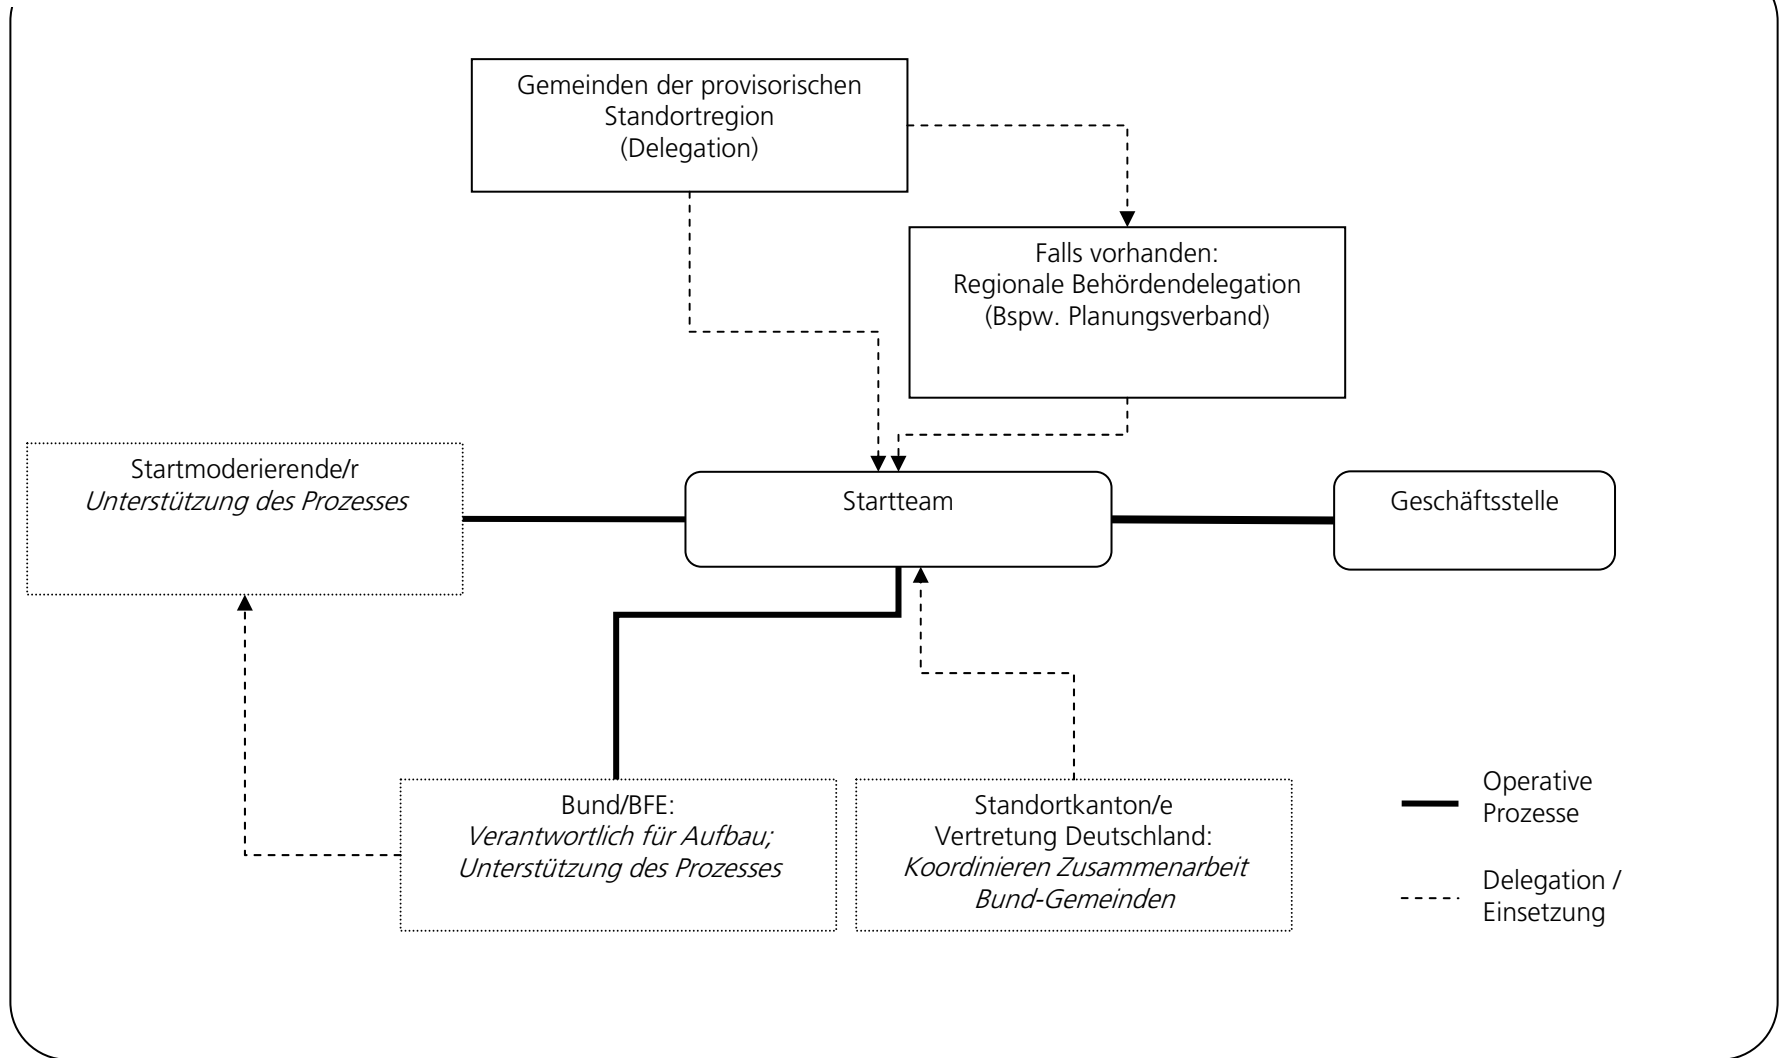 Gemeinden der provisorischen
Standortregion
(Delegation)
Falls vorhanden:
Regionale Behördendelegation
(Bspw. Planungsverband)
Startmoderierende/r
Unterstützung des Prozesses
Startteam
Geschäftsstelle
Bund/BFE:
Verantwortlich für Aufbau;
Unterstützung des Prozesses
Standortkanton/e
Vertretung Deutschland:
Koordinieren Zusammenarbeit
Bund-Gemeinden
Operative
Prozesse
Delegation /
Einsetzung